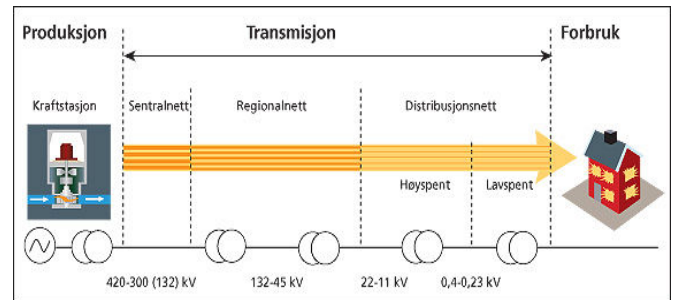 Produksjon Transmisjon Forbruk
Kraftstasjon Sentralnett Regionalnett Distribusjonsnett
Høyspent Lavspent
420-300 (132) kV 132-45 kV 22-11 kV 0,4-0,23 kV